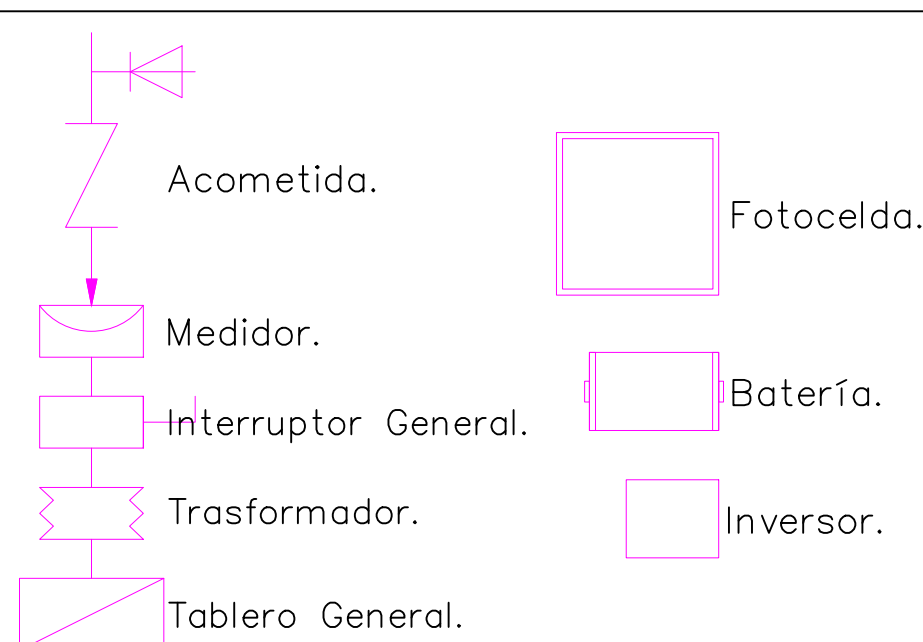 Acometida.
Medidor.
Interruptor General.
Trasformador.
Tablero General.
Fotocelda.
Batería.
Inversor.